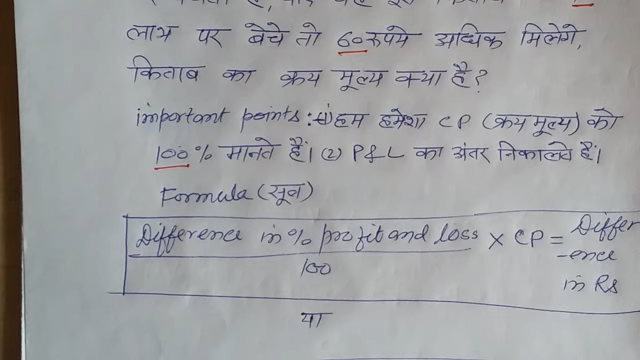 लाभ पर बेचे तो 60 रुपये अधिक मिलेगे,
किताब का क्रय मूल्य क्या है?
important points:- (1) हम हमेशा CP (क्रय मूल्य) को
100% मानते हैं। (2) P&L का अंतर निकालते हैं।
Formula (सूत्र)
Difference in % profit and loss × CP = Differ
100
-ence
in Rs
या